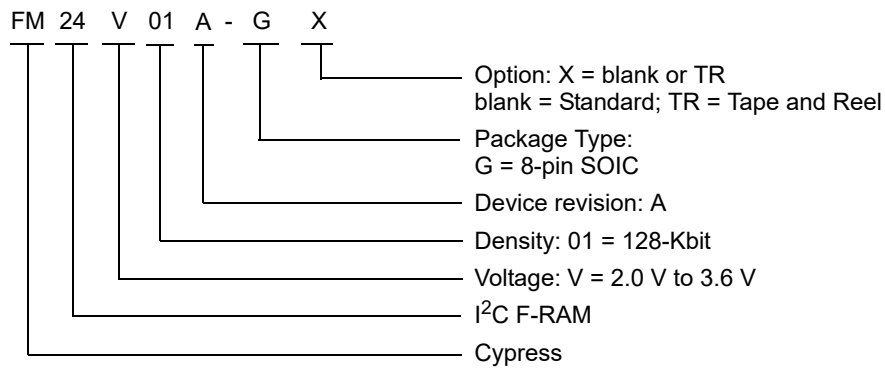 FM 24 V 01 A - G X
Option: X = blank or TR
blank = Standard; TR = Tape and Reel
Package Type:
G = 8-pin SOIC
Device revision: A
Density: 01 = 128-Kbit
Voltage: V = 2.0 V to 3.6 V
I²C F-RAM
Cypress